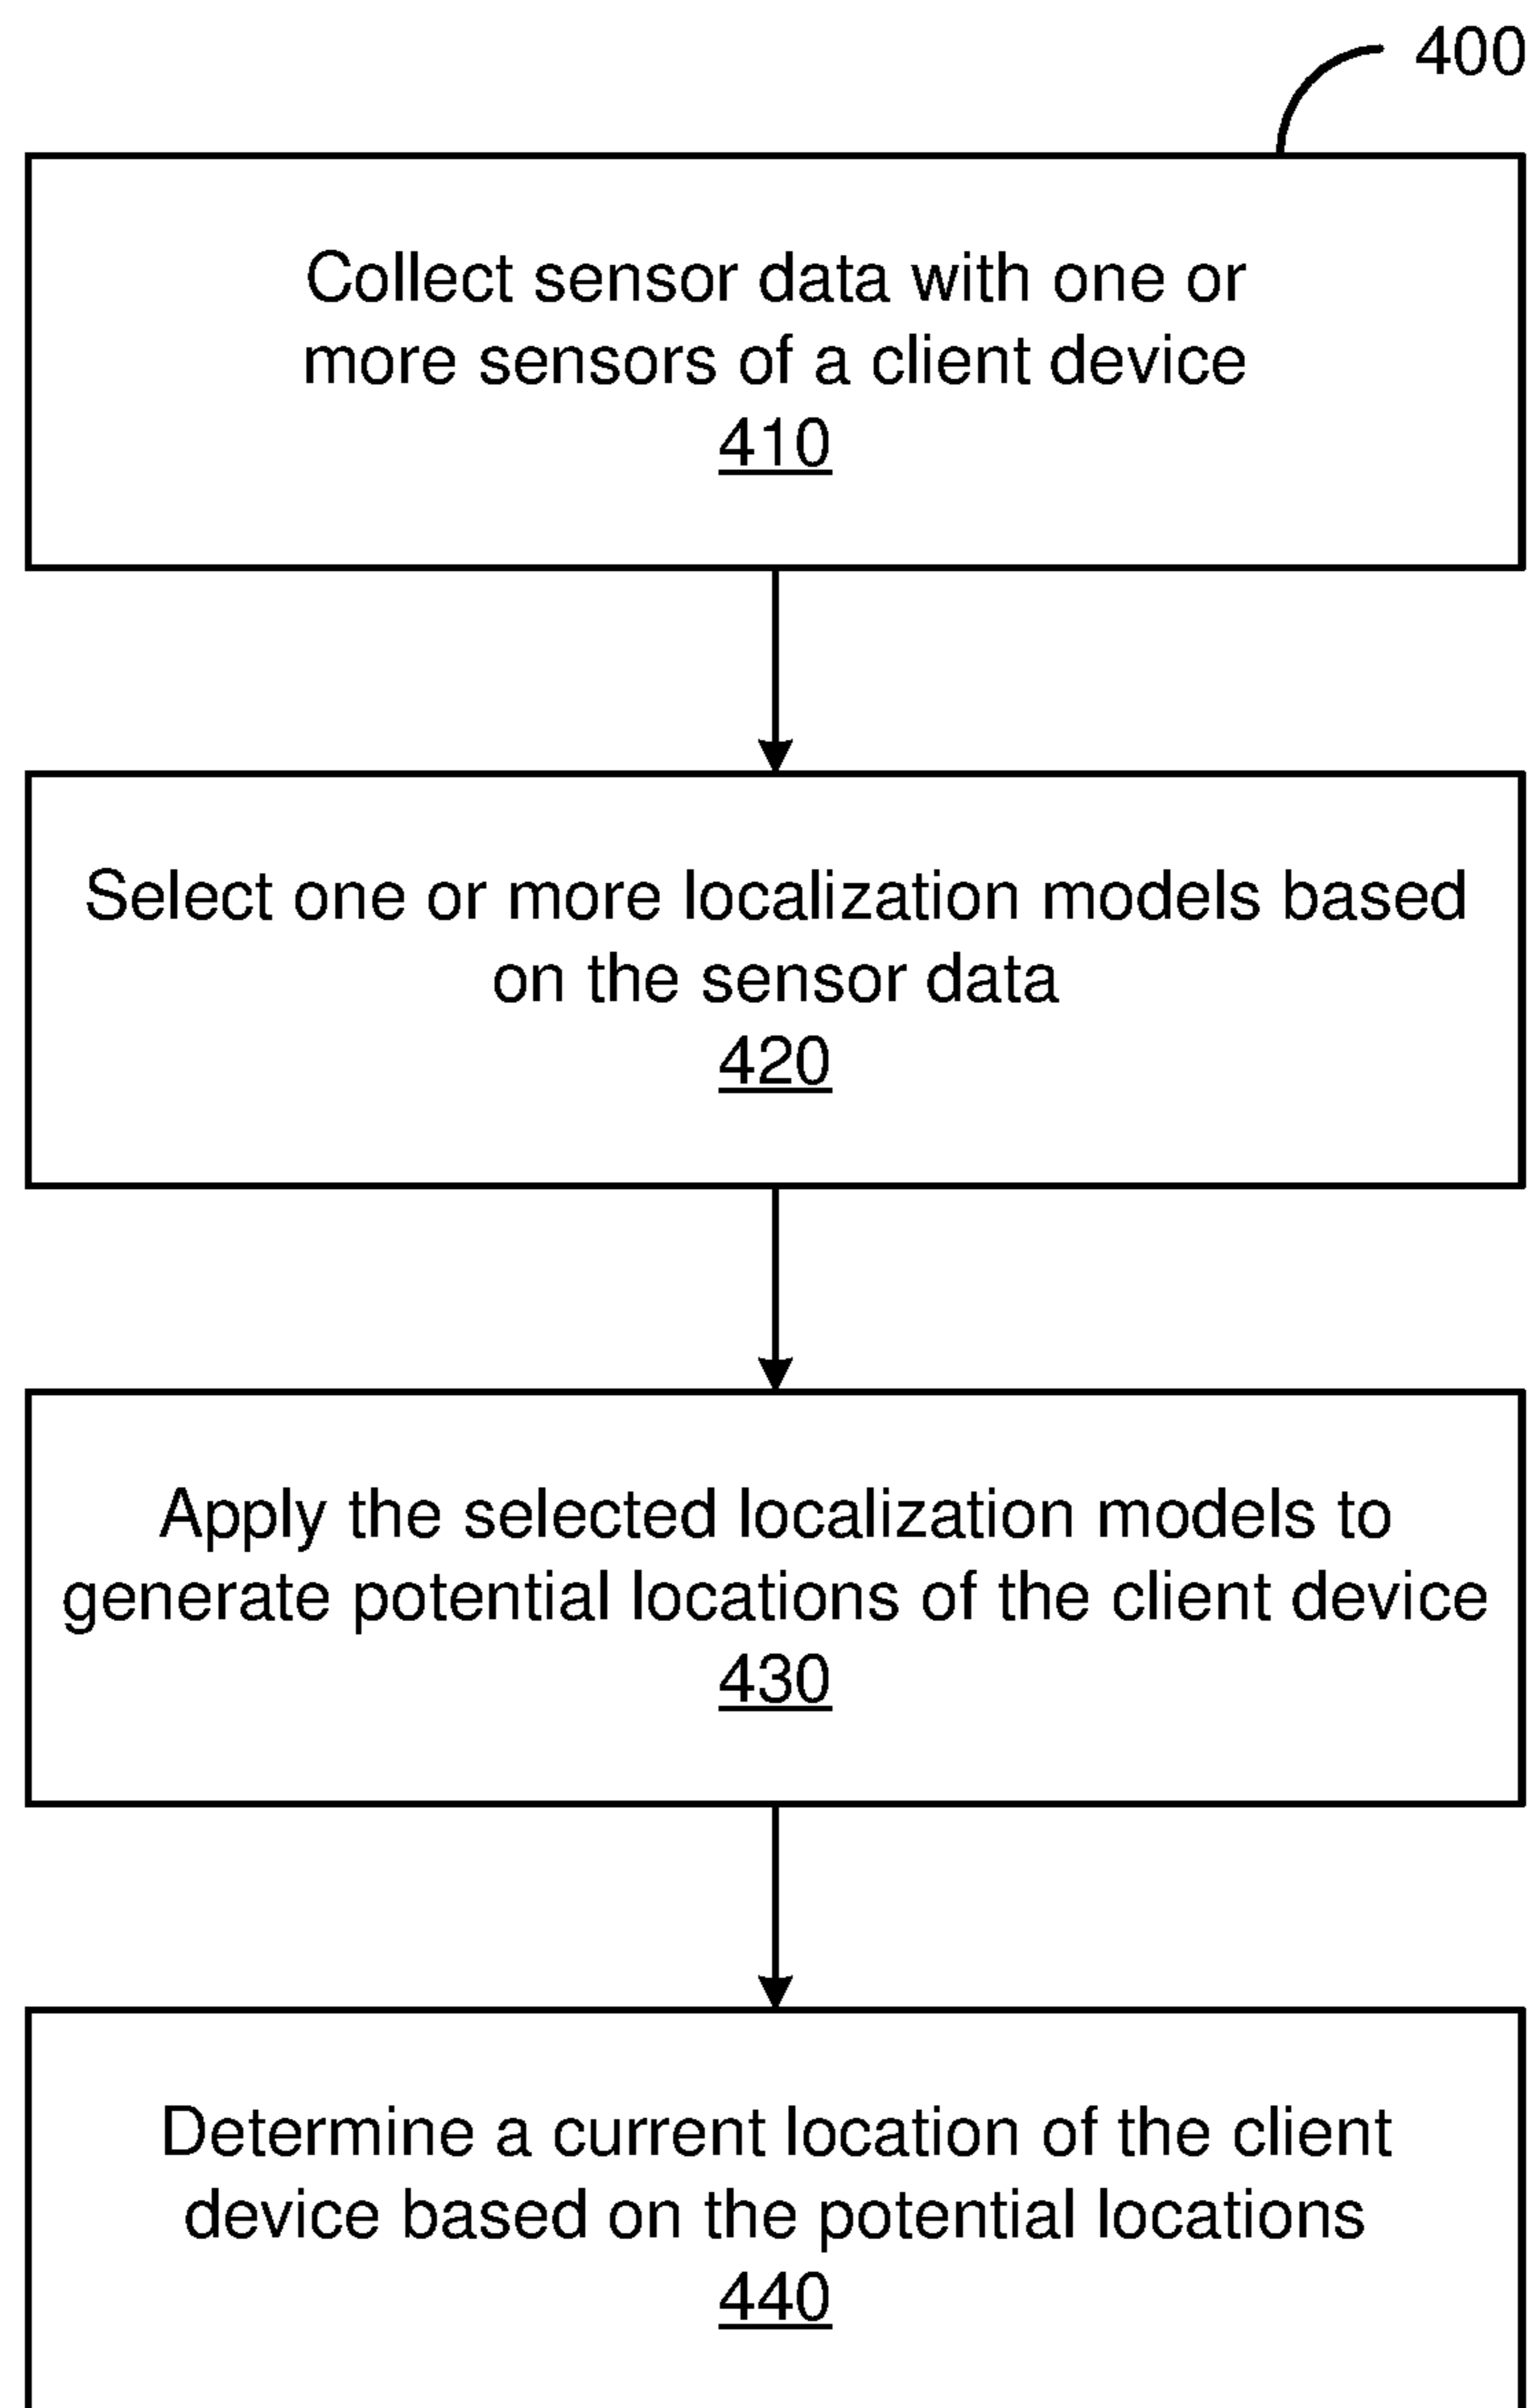 400
Collect sensor data with one or
more sensors of a client device
410
Select one or more localization models based
on the sensor data
420
Apply the selected localization models to
generate potential locations of the client device
430
Determine a current location of the client
device based on the potential locations
440